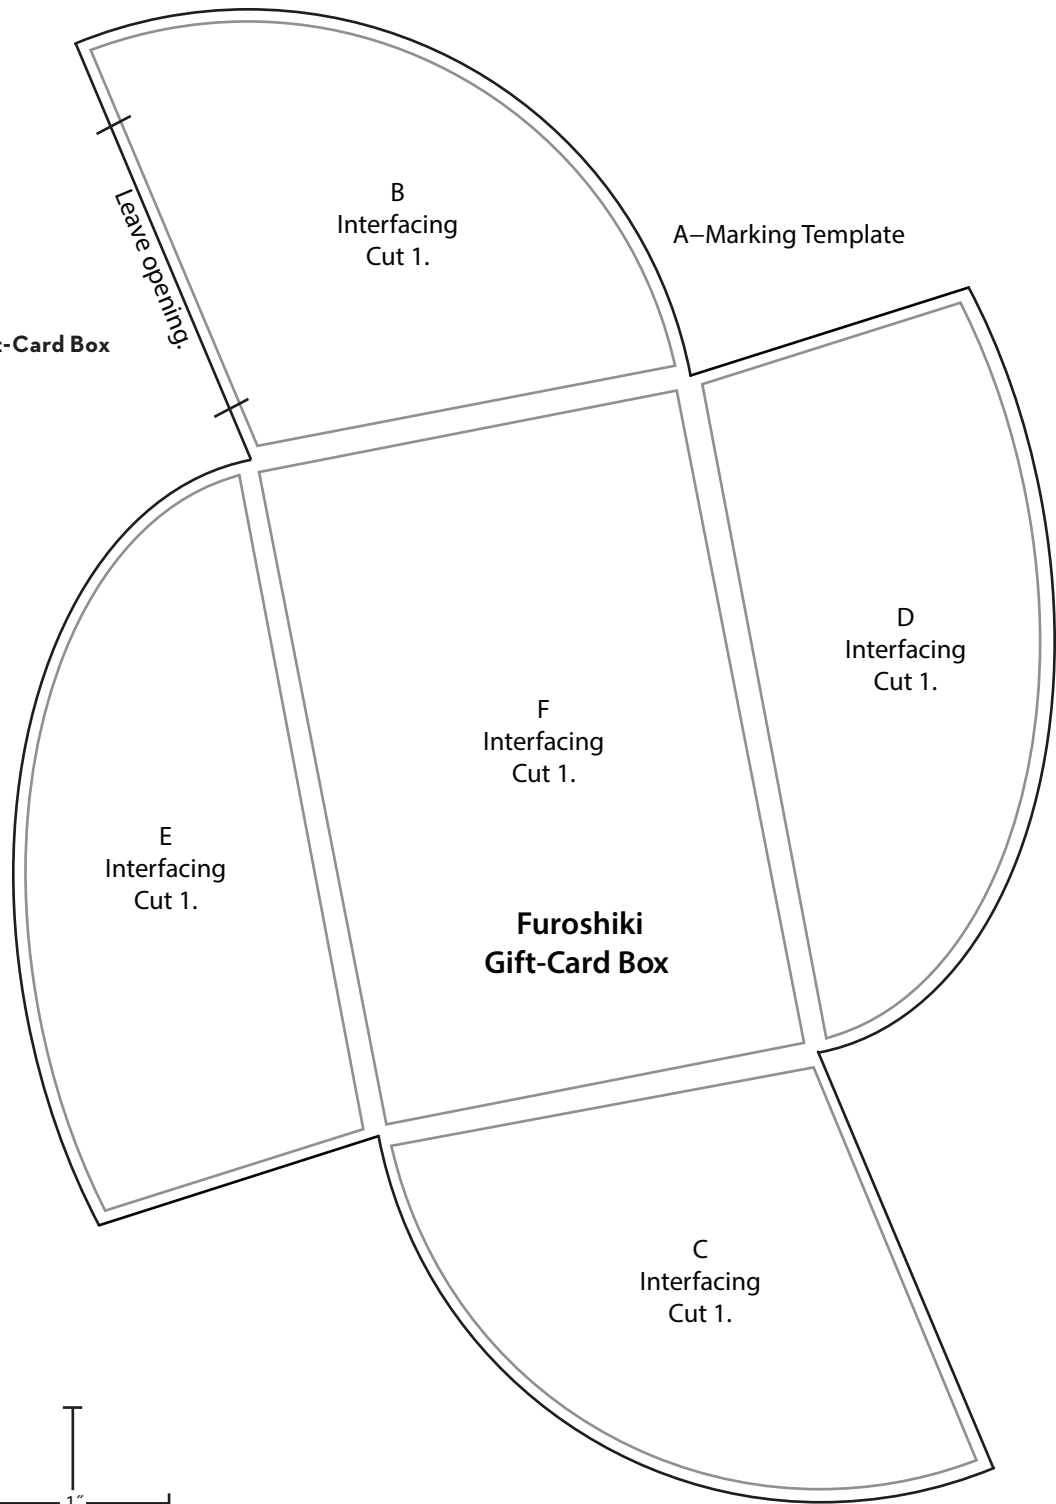 B
Interfacing
Cut 1.
A–Marking Template
Leave opening.
-Card Box
D
Interfacing
Cut 1.
F
Interfacing
Cut 1.
E
Interfacing
Cut 1.
Furoshiki
Gift-Card Box
C
Interfacing
Cut 1.
1″